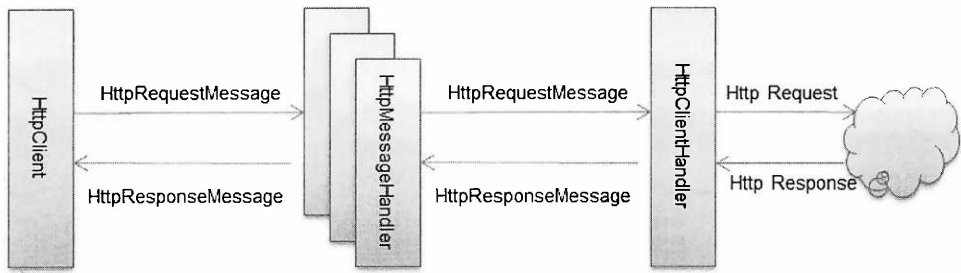 HttpClient
HttpRequestMessage
HttpResponseMessage
HttpMessageHandler
HttpRequestMessage
HttpResponseMessage
HttpClientHandler
Http Request
Http Response